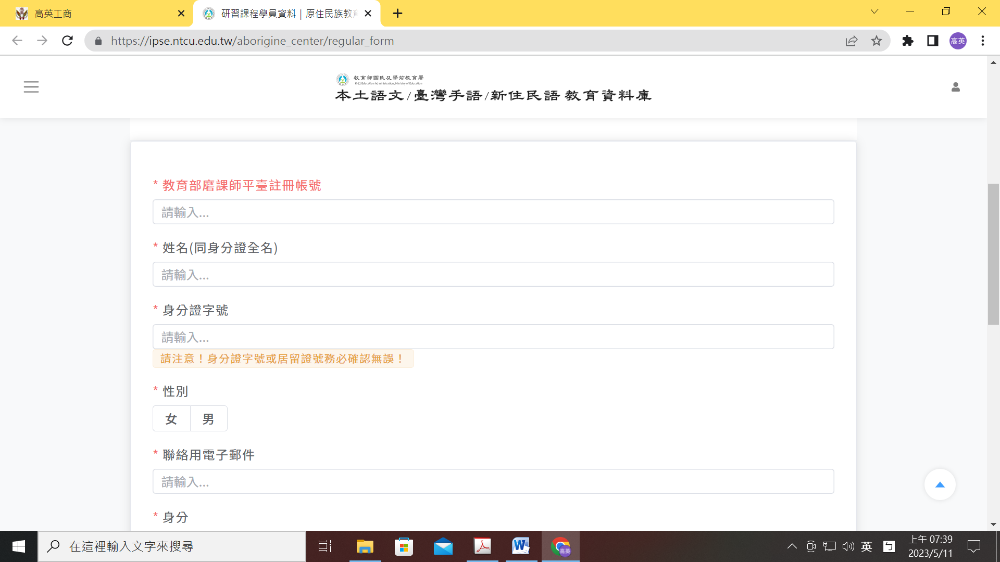 高英工商
研習課程學員資料 | 原住民族教育
https://ipse.ntcu.edu.tw/aborigine_center/regular_form
高英
教育部國民及學前教育署
K-12 Education Administration, Ministry of Education
本土語文/臺灣手語/新住民語 教育資料庫
* 教育部磨課師平臺註冊帳號
請輸入...
* 姓名(同身分證全名)
請輸入...
* 身分證字號
請輸入...
請注意！身分證字號或居留證號務必確認無誤！
* 性別
女 男
* 聯絡用電子郵件
請輸入...
* 身分
在這裡輸入文字來搜尋
高英
英
ㄅ
上午 07:39
2023/5/11